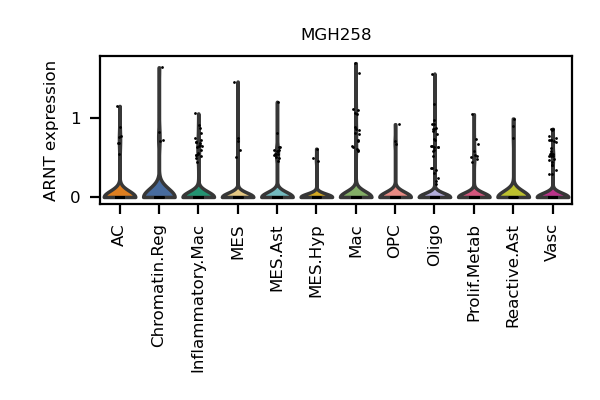 MGH258
ARNT expression
1
0
AC
Chromatin.Reg
Inflammatory.Mac
MES
MES.Ast
MES.Hyp
Mac
OPC
Oligo
Prolif.Metab
Reactive.Ast
Vasc